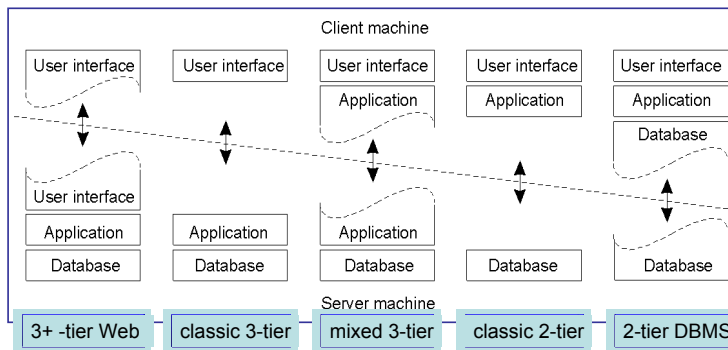 Client machine
User interface User interface User interface User interface User interface
Application Application Application
Database
User interface
Application Application Application Database
Database Database Database Database
Server machine
3+ -tier Web classic 3-tier mixed 3-tier classic 2-tier 2-tier DBMS